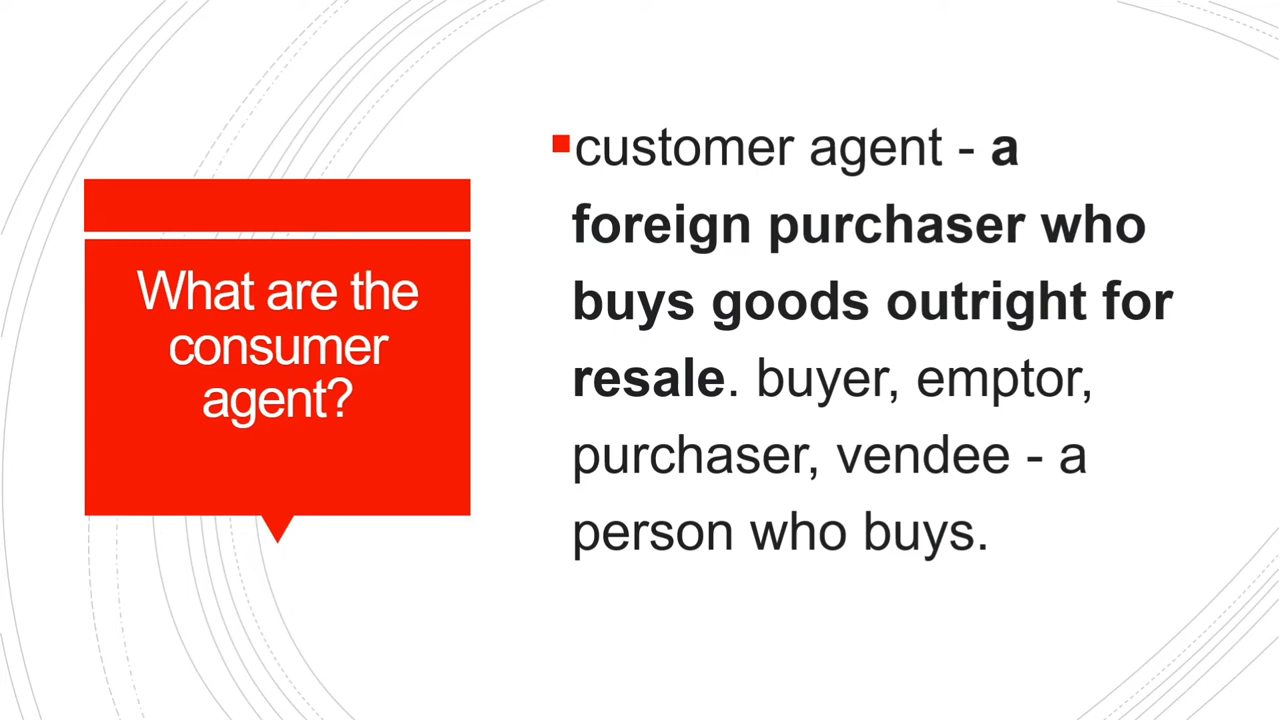 What are the
consumer
agent?
customer agent - a
foreign purchaser who
buys goods outright for
resale. buyer, emptor,
purchaser, vendee - a
person who buys.